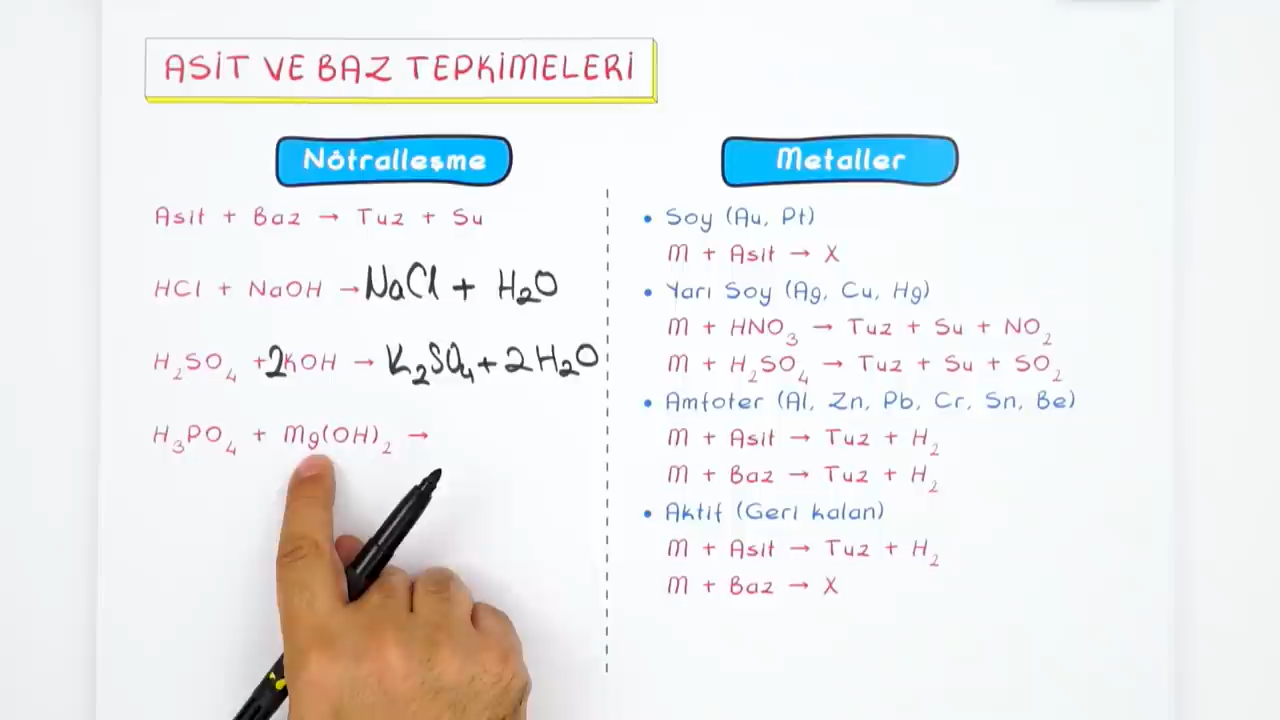 ASİT VE BAZ TEPKİMELERİ
Nötralleşme
Asit + Baz → Tuz + Su
HCl + NaOH → NaCl + H₂O
H₂SO₄ + 2KOH → K₂SO₄ + 2H₂O
H₃PO₄ + Mg(OH)₂ →
Metaller
• Soy (Au, Pt)
M + Asit → X
• Yarı Soy (Ag, Cu, Hg)
M + HNO₃ → Tuz + Su + NO₂
M + H₂SO₄ → Tuz + Su + SO₂
• Amfoter (Al, Zn, Pb, Cr, Sn, Be)
M + Asit → Tuz + H₂
M + Baz → Tuz + H₂
• Aktif (Geri kalan)
M + Asit → Tuz + H₂
M + Baz → X